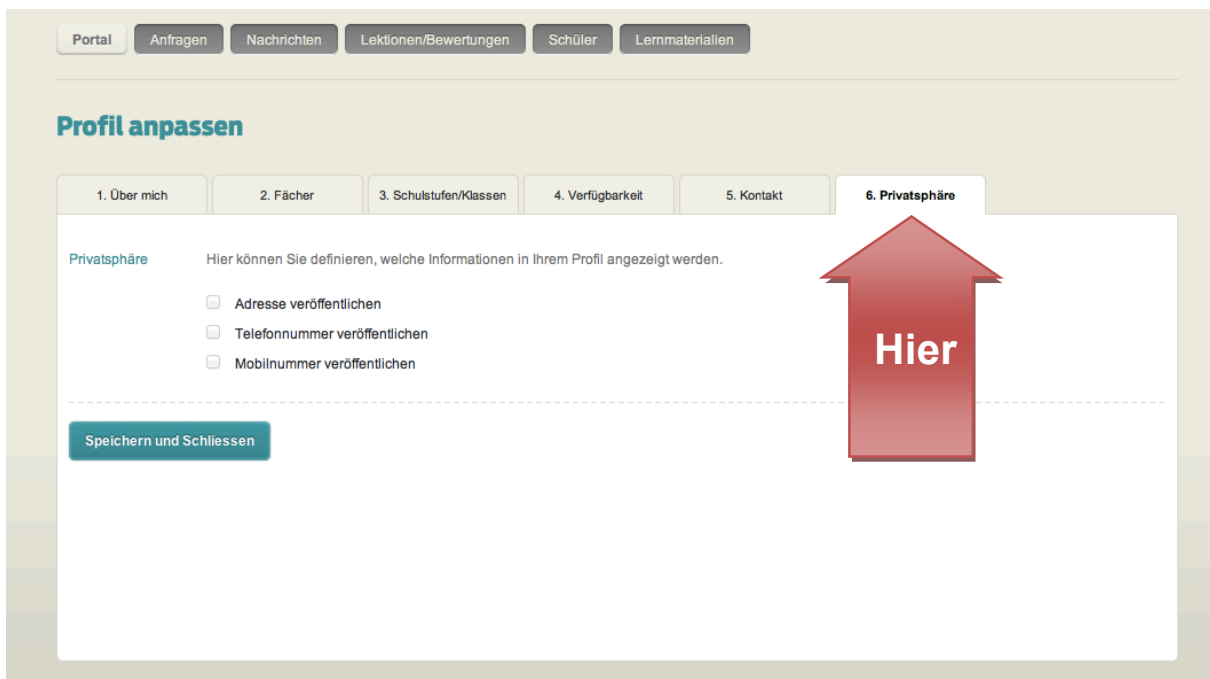 Portal Anfragen Nachrichten Lektionen/Bewertungen Schüler Lernmaterialien
Profil anpassen
1. Über mich 2. Fächer 3. Schulstufen/Klassen 4. Verfügbarkeit 5. Kontakt 6. Privatsphäre
Privatsphäre Hier können Sie definieren, welche Informationen in Ihrem Profil angezeigt werden.
Adresse veröffentlichen
Telefonnummer veröffentlichen
Mobilnummer veröffentlichen
Hier
Speichern und Schliessen